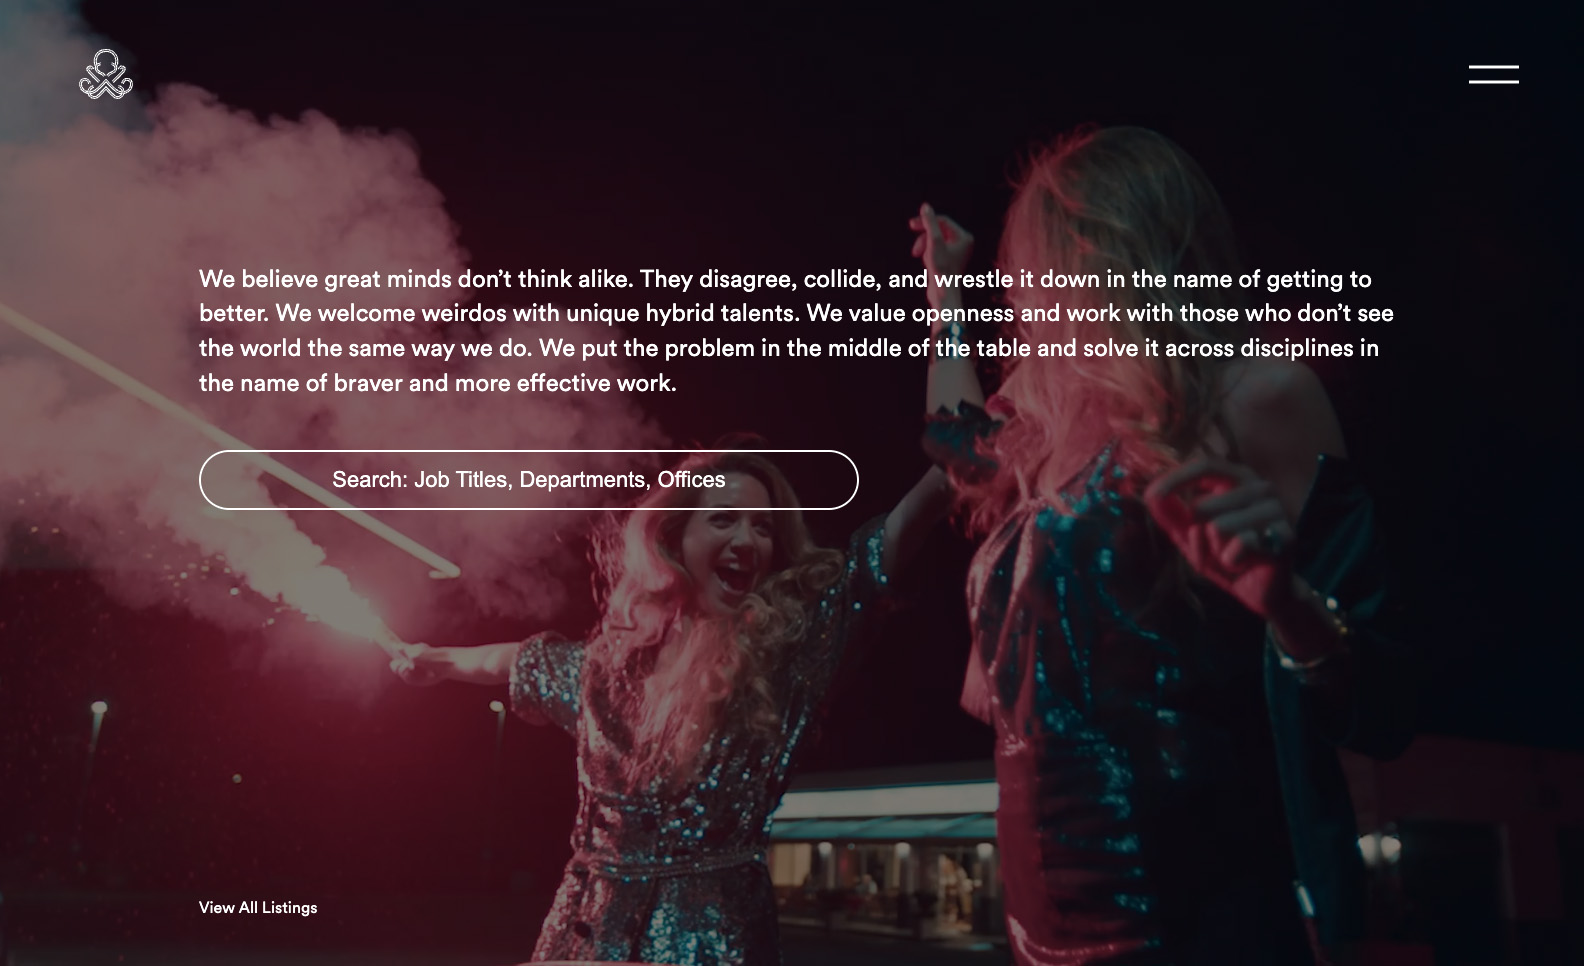 We believe great minds don’t think alike. They disagree, collide, and wrestle it down in the name of getting to
better. We welcome weirdos with unique hybrid talents. We value openness and work with those who don’t see
the world the same way we do. We put the problem in the middle of the table and solve it across disciplines in
the name of braver and more effective work.
Search: Job Titles, Departments, Offices
View All Listings